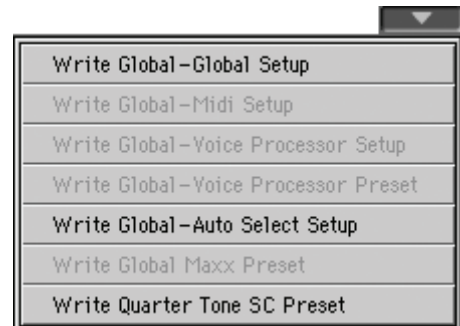 Write Global-Global Setup
Write Global-Midi Setup
Write Global-Voice Processor Setup
Write Global-Voice Processor Preset
Write Global-Auto Select Setup
Write Global Maxx Preset
Write Quarter Tone SC Preset